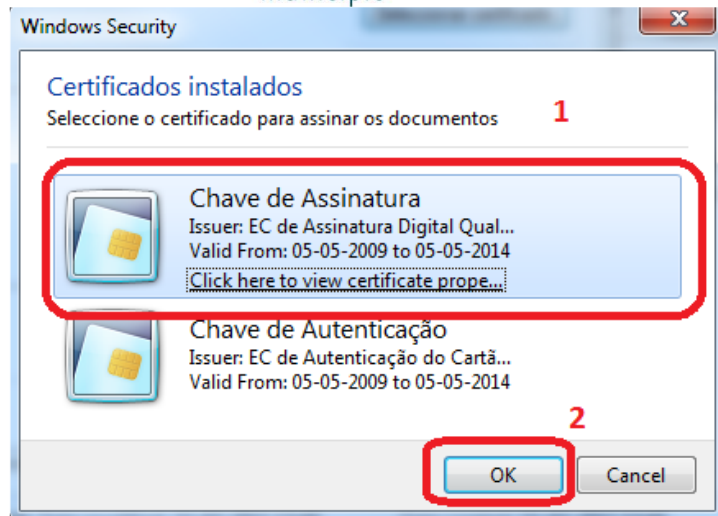 Windows Security
Certificados instalados
Seleccione o certificado para assinar os documentos
1
Chave de Assinatura
Issuer: EC de Assinatura Digital Qual...
Valid From: 05-05-2009 to 05-05-2014
Click here to view certificate prope...
Chave de Autenticação
Issuer: EC de Autenticação do Cartã...
Valid From: 05-05-2009 to 05-05-2014
2
OK
Cancel